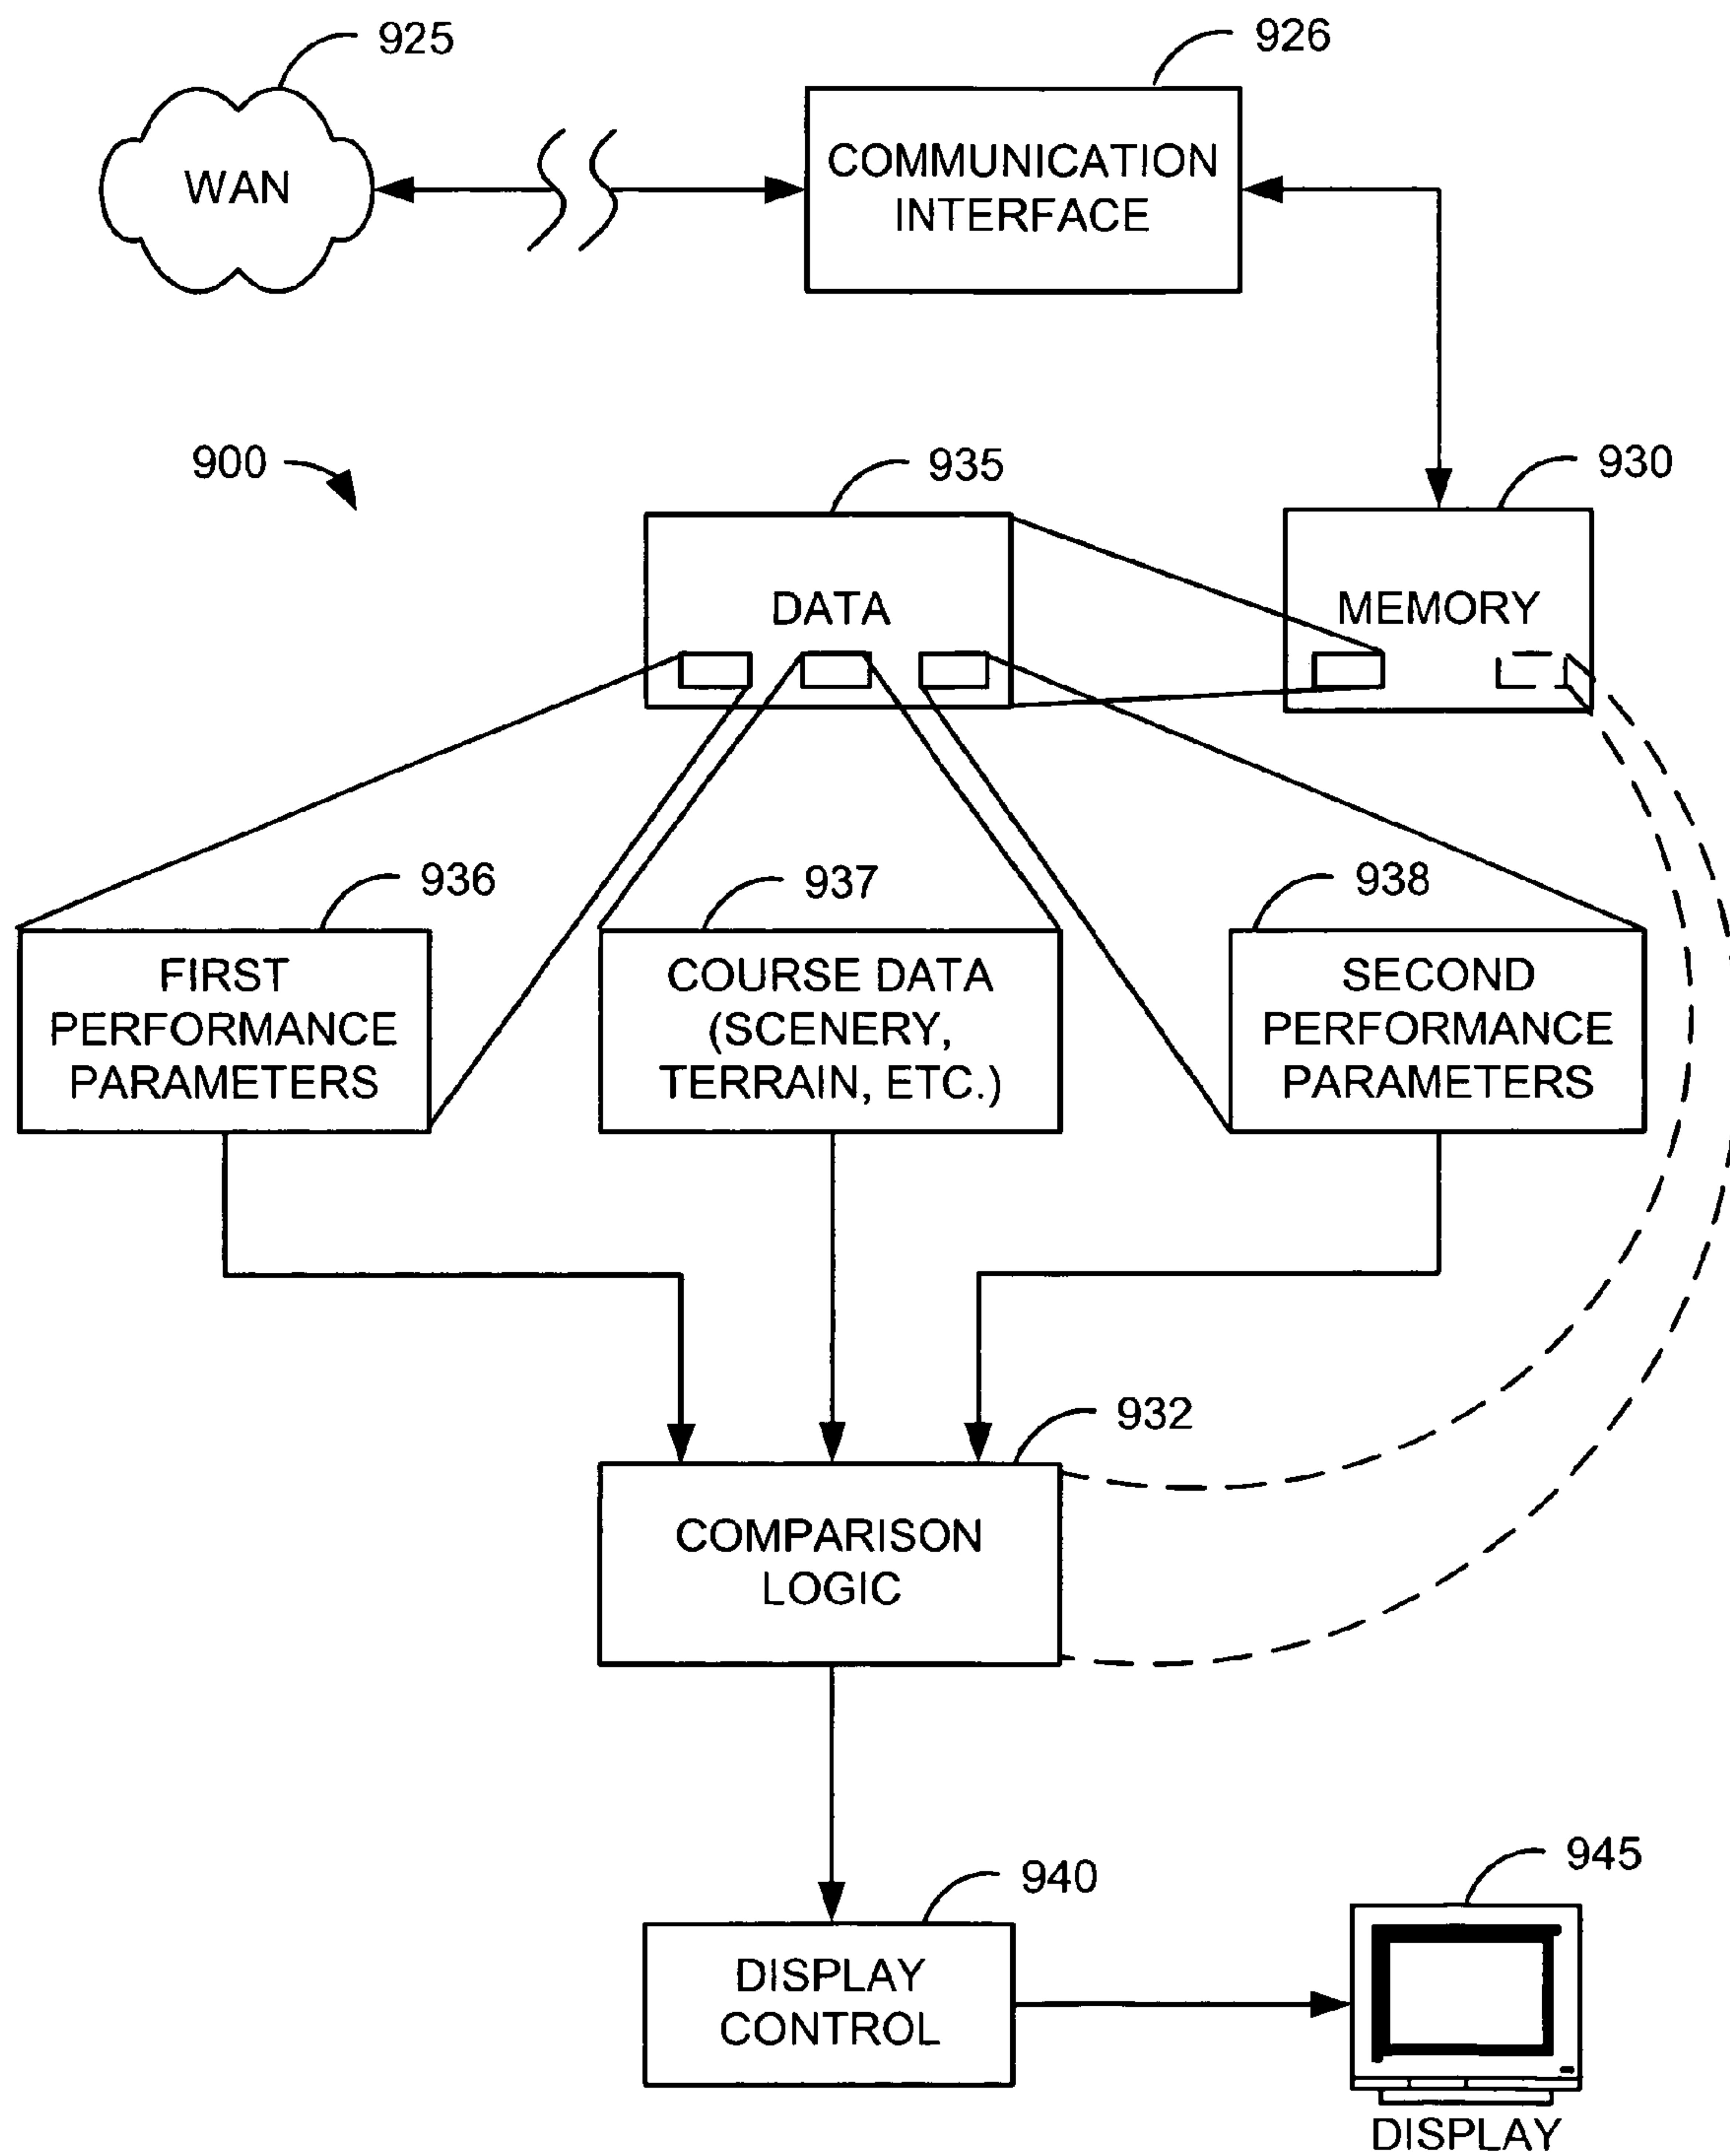 925
926
WAN
COMMUNICATION
INTERFACE
900
935
930
DATA
MEMORY
936
937
938
FIRST
PERFORMANCE
PARAMETERS
COURSE DATA
(SCENERY,
TERRAIN, ETC.)
SECOND
PERFORMANCE
PARAMETERS
932
COMPARISON
LOGIC
940
945
DISPLAY
CONTROL
DISPLAY